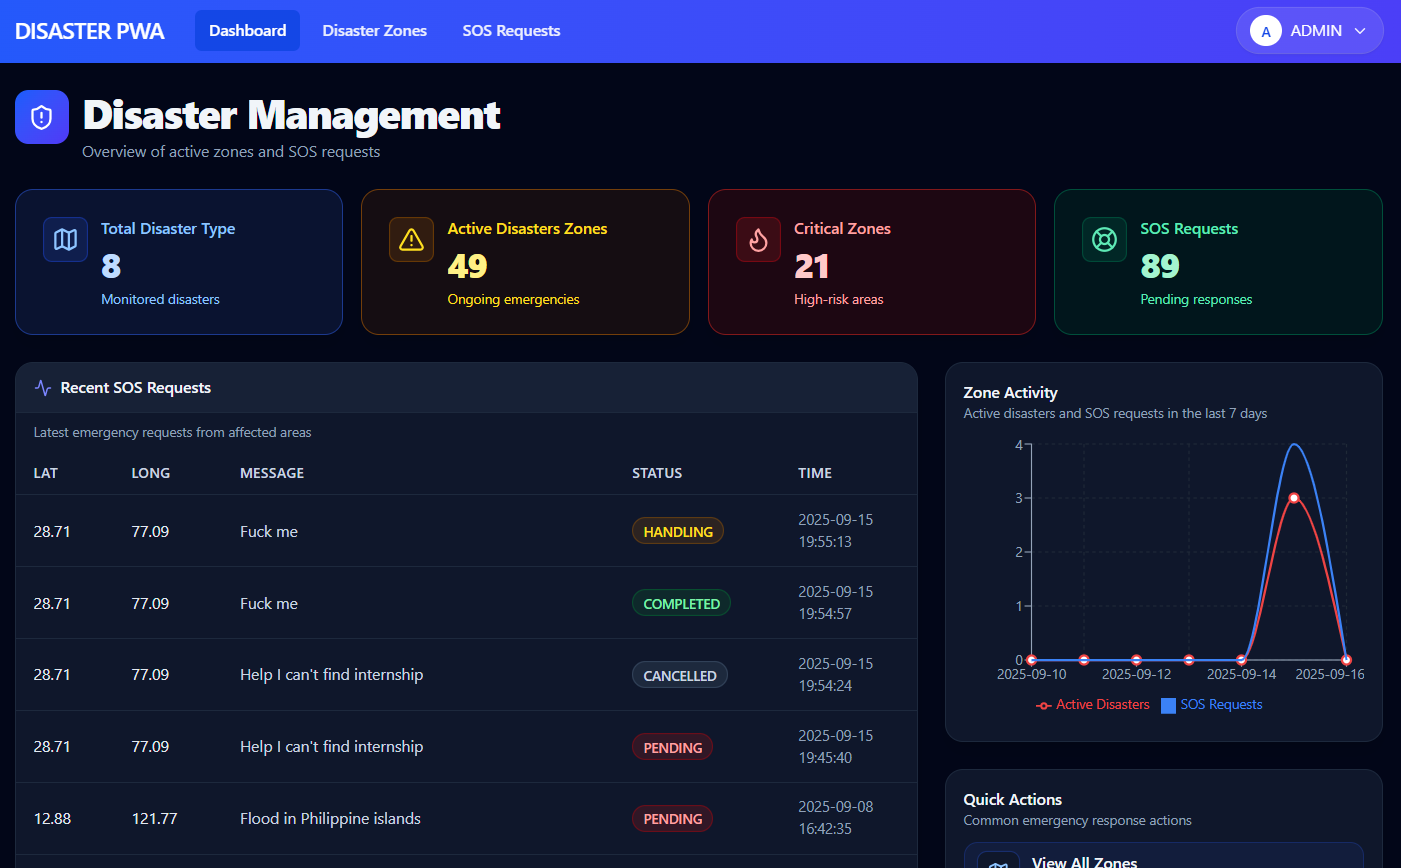 DISASTER PWA
Dashboard
Disaster Zones
SOS Requests
A
ADMIN
Disaster Management
Overview of active zones and SOS requests
Total Disaster Type
8
Monitored disasters
Active Disasters Zones
49
Ongoing emergencies
Critical Zones
21
High-risk areas
SOS Requests
89
Pending responses
Recent SOS Requests
Latest emergency requests from affected areas
LAT LONG MESSAGE STATUS TIME
28.71 77.09 Fuck me HANDLING 2025-09-15
19:55:13
28.71 77.09 Fuck me COMPLETED 2025-09-15
19:54:57
28.71 77.09 Help I can't find internship CANCELLED 2025-09-15
19:54:24
28.71 77.09 Help I can't find internship PENDING 2025-09-15
19:45:40
12.88 121.77 Flood in Philippine islands PENDING 2025-09-08
16:42:35
Zone Activity
Active disasters and SOS requests in the last 7 days
4
3
2
1
0
2025-09-10 2025-09-12 2025-09-14 2025-09-16
Active Disasters SOS Requests
Quick Actions
Common emergency response actions
View All Zones